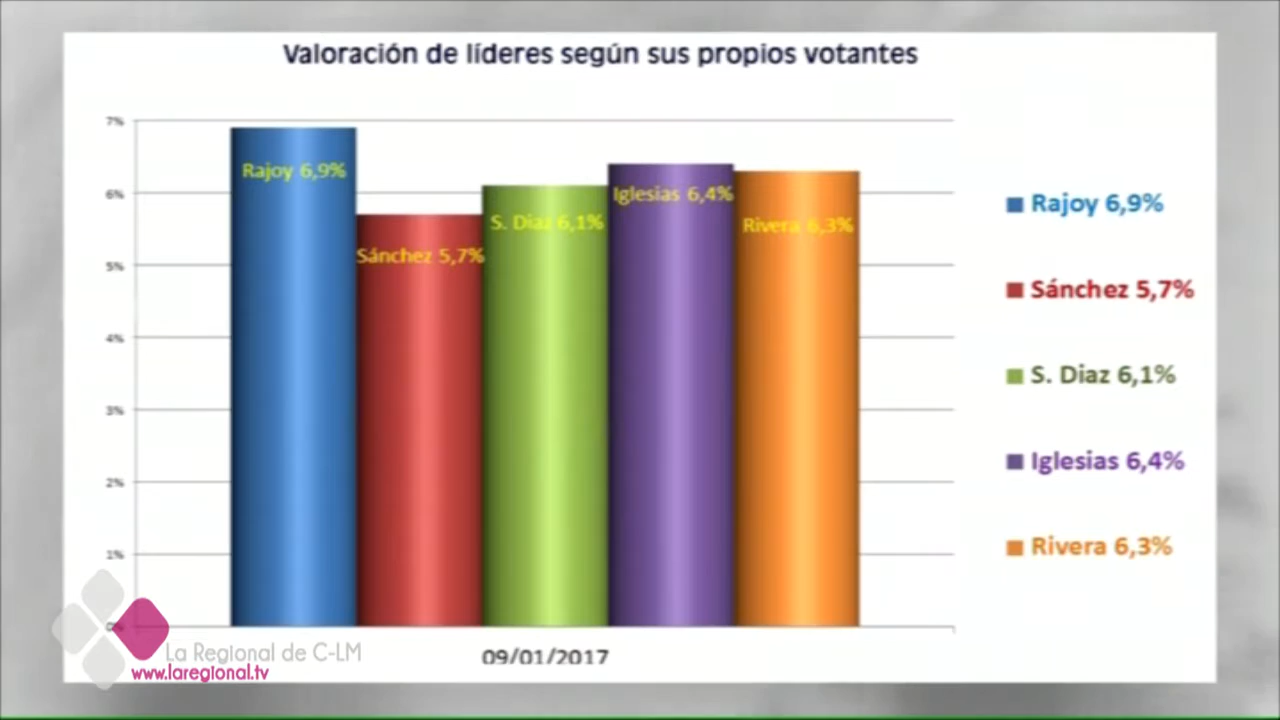 Valoración de líderes según sus propios votantes
7%
6%
5%
4%
3%
2%
1%
0%
Rajoy 6,9%
Sánchez 5,7%
S. Diaz 6,1%
Iglesias 6,4%
Rivera 6,3%
09/01/2017
Rajoy 6,9%
Sánchez 5,7%
S. Diaz 6,1%
Iglesias 6,4%
Rivera 6,3%
La Regional de C-LM
www.laregional.tv